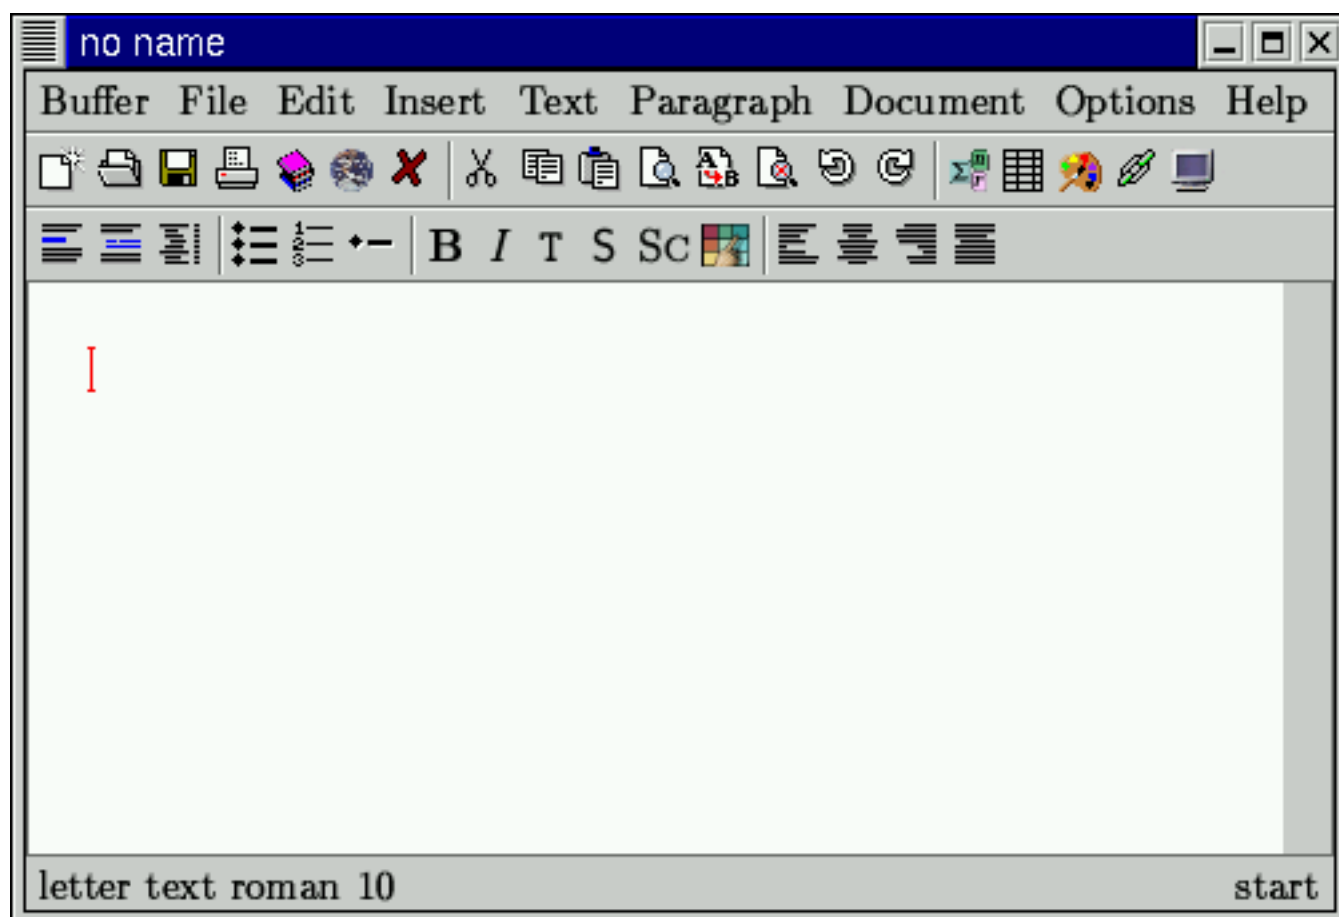 no name
Buffer File Edit Insert Text Paragraph Document Options Help
B I T S SC
letter text roman 10 start